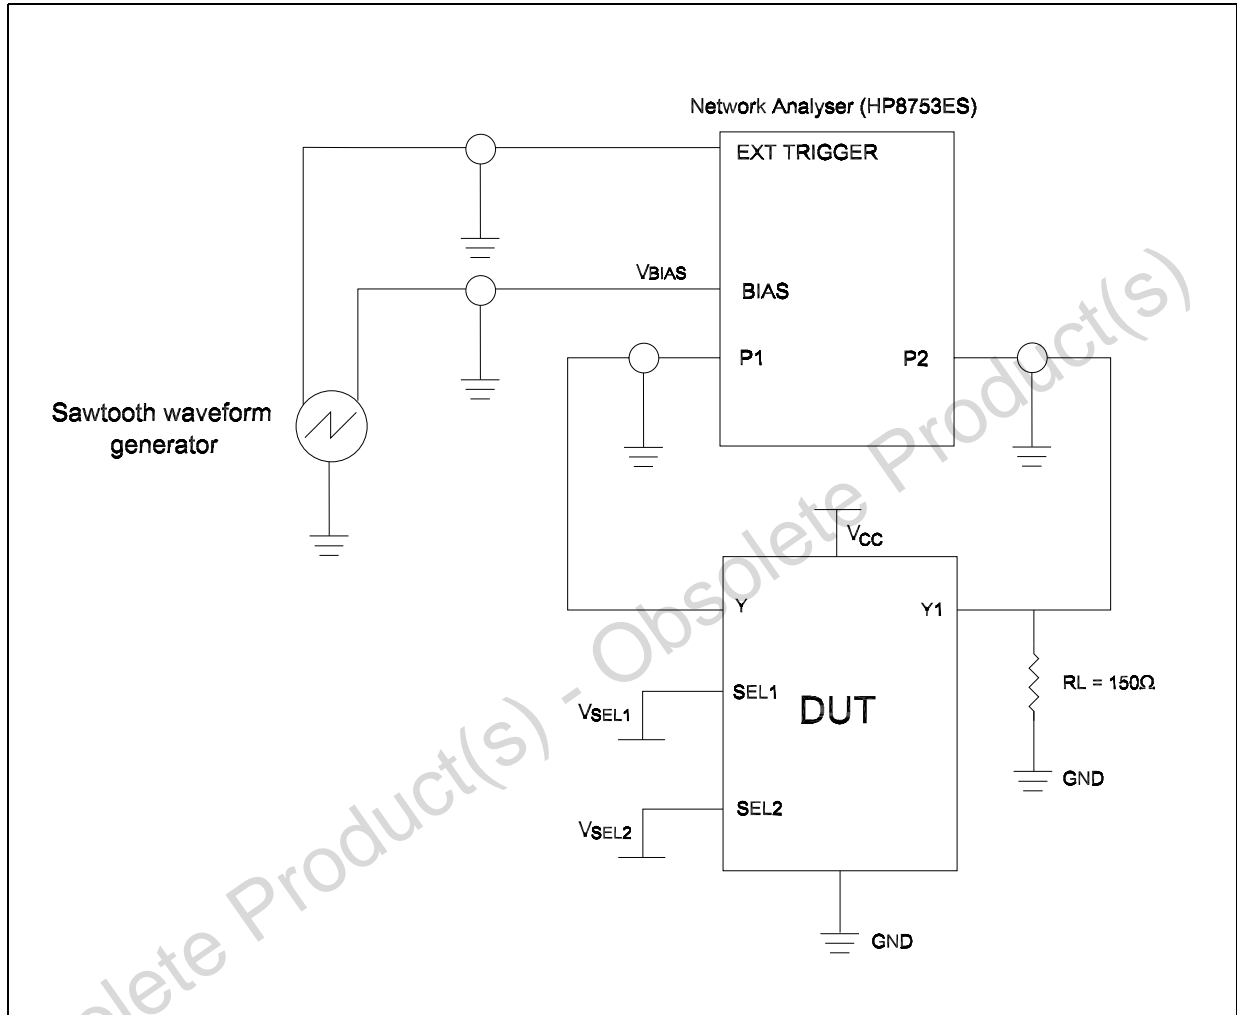 Network Analyser (HP8753ES)
EXT TRIGGER
VBIAS
BIAS
P1
P2
Sawtooth waveform
generator
VCC
Y
Y1
SEL1
VSEL1
DUT
RL = 150Ω
GND
SEL2
VSEL2
GND
olete Product(s) - Obsolete Product(s)